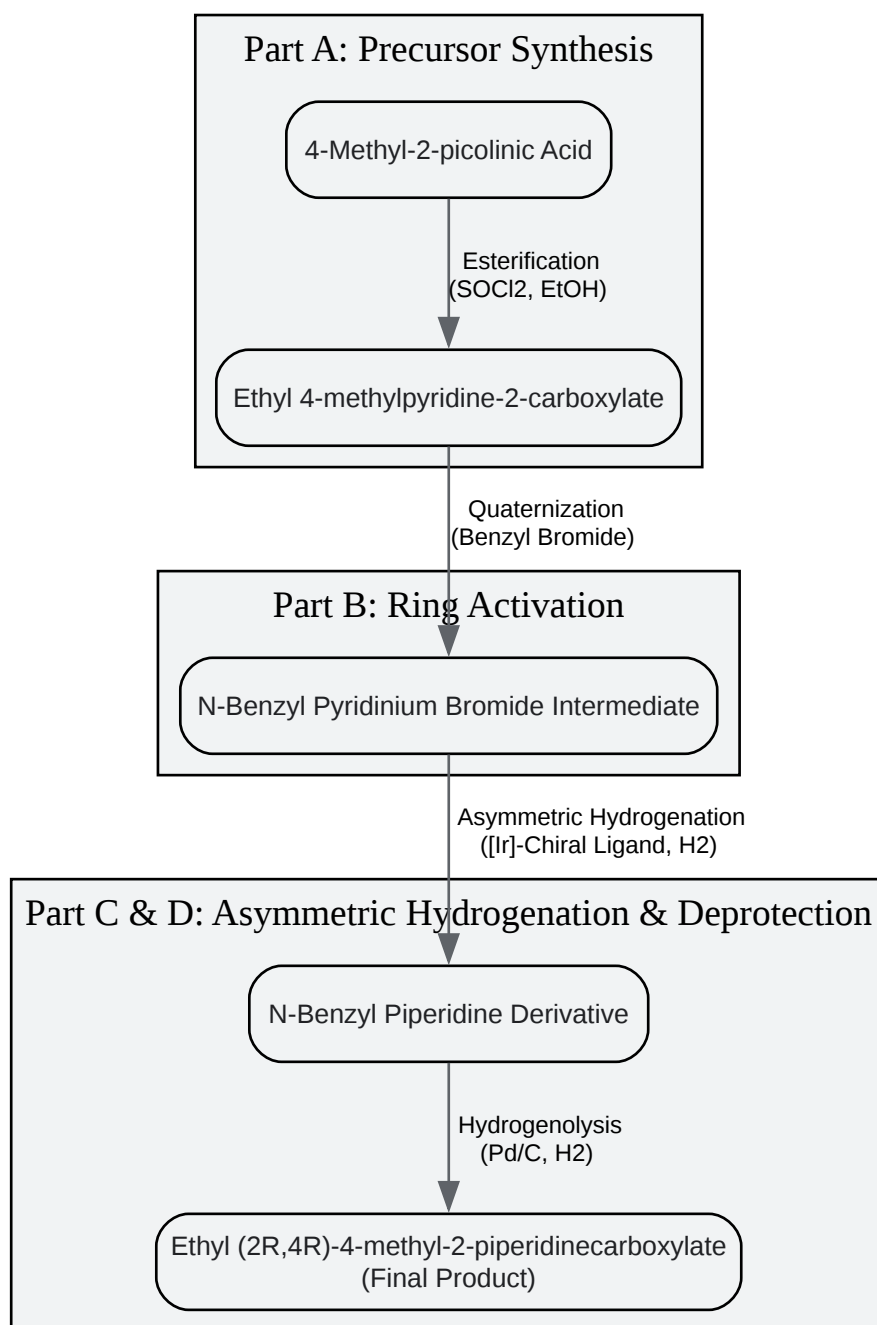 Part A: Precursor Synthesis
4-Methyl-2-picolinic Acid
Esterification
(SOCl2, EtOH)
Ethyl 4-methylpyridine-2-carboxylate
Quaternization
(Benzyl Bromide)
Part B: Ring Activation
N-Benzyl Pyridinium Bromide Intermediate
Asymmetric Hydrogenation
([Ir]-Chiral Ligand, H2)
Part C & D: Asymmetric Hydrogenation & Deprotection
N-Benzyl Piperidine Derivative
Hydrogenolysis
(Pd/C, H2)
Ethyl (2R,4R)-4-methyl-2-piperidinecarboxylate
(Final Product)